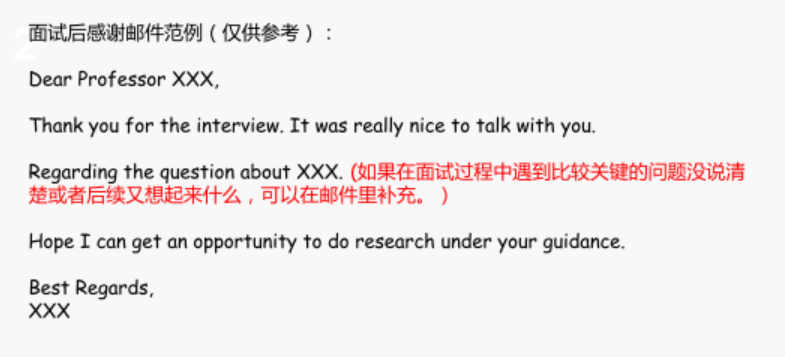 面试后感谢邮件范例（仅供参考）：
Dear Professor XXX,
Thank you for the interview. It was really nice to talk with you.
Regarding the question about XXX. (如果在面试过程中遇到比较关键的问题没说清
楚或者后续又想起来什么，可以在邮件里补充。）
Hope I can get an opportunity to do research under your guidance.
Best Regards,
XXX